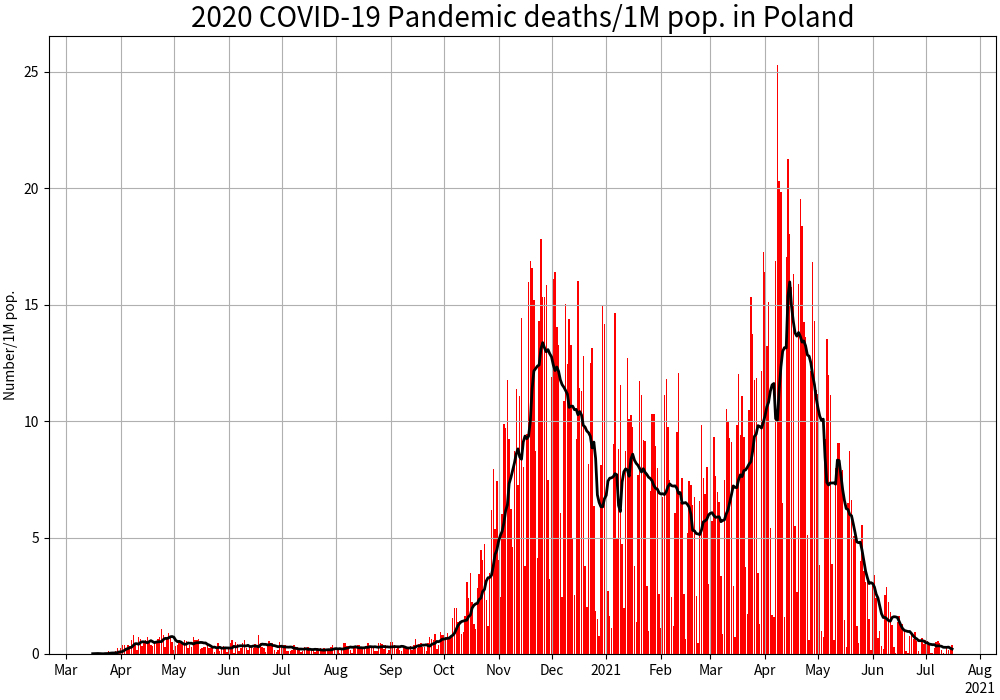 2020 COVID-19 Pandemic deaths/1M pop. in Poland
Number/1M pop.
25
20
15
10
5
0
Mar Apr May Jun Jul Aug Sep Oct Nov Dec 2021 Feb Mar Apr May Jun Jul Aug
2021